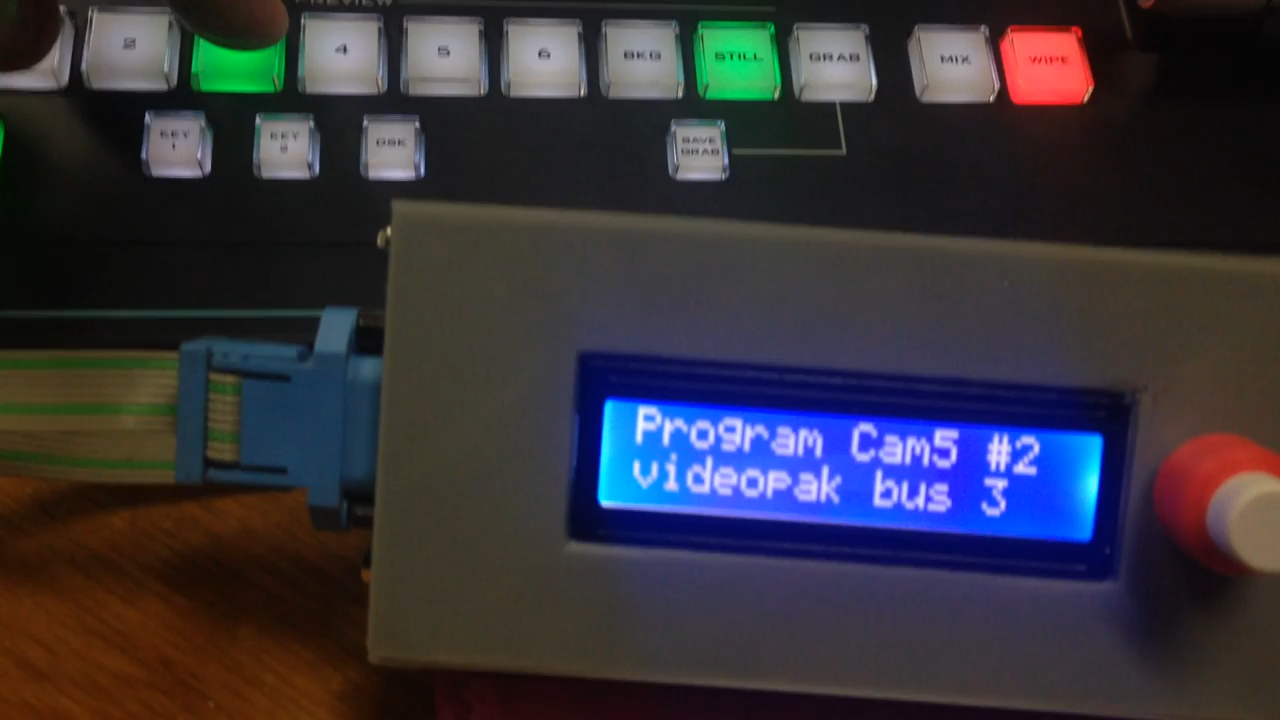 PREVIEW
2
4
5
6
BKG
STILL
GRAB
MIX
WIPE
KEY
1
KEY
2
DSK
SAVE
GRAB
Program Cam5 #2
videopak bus 3